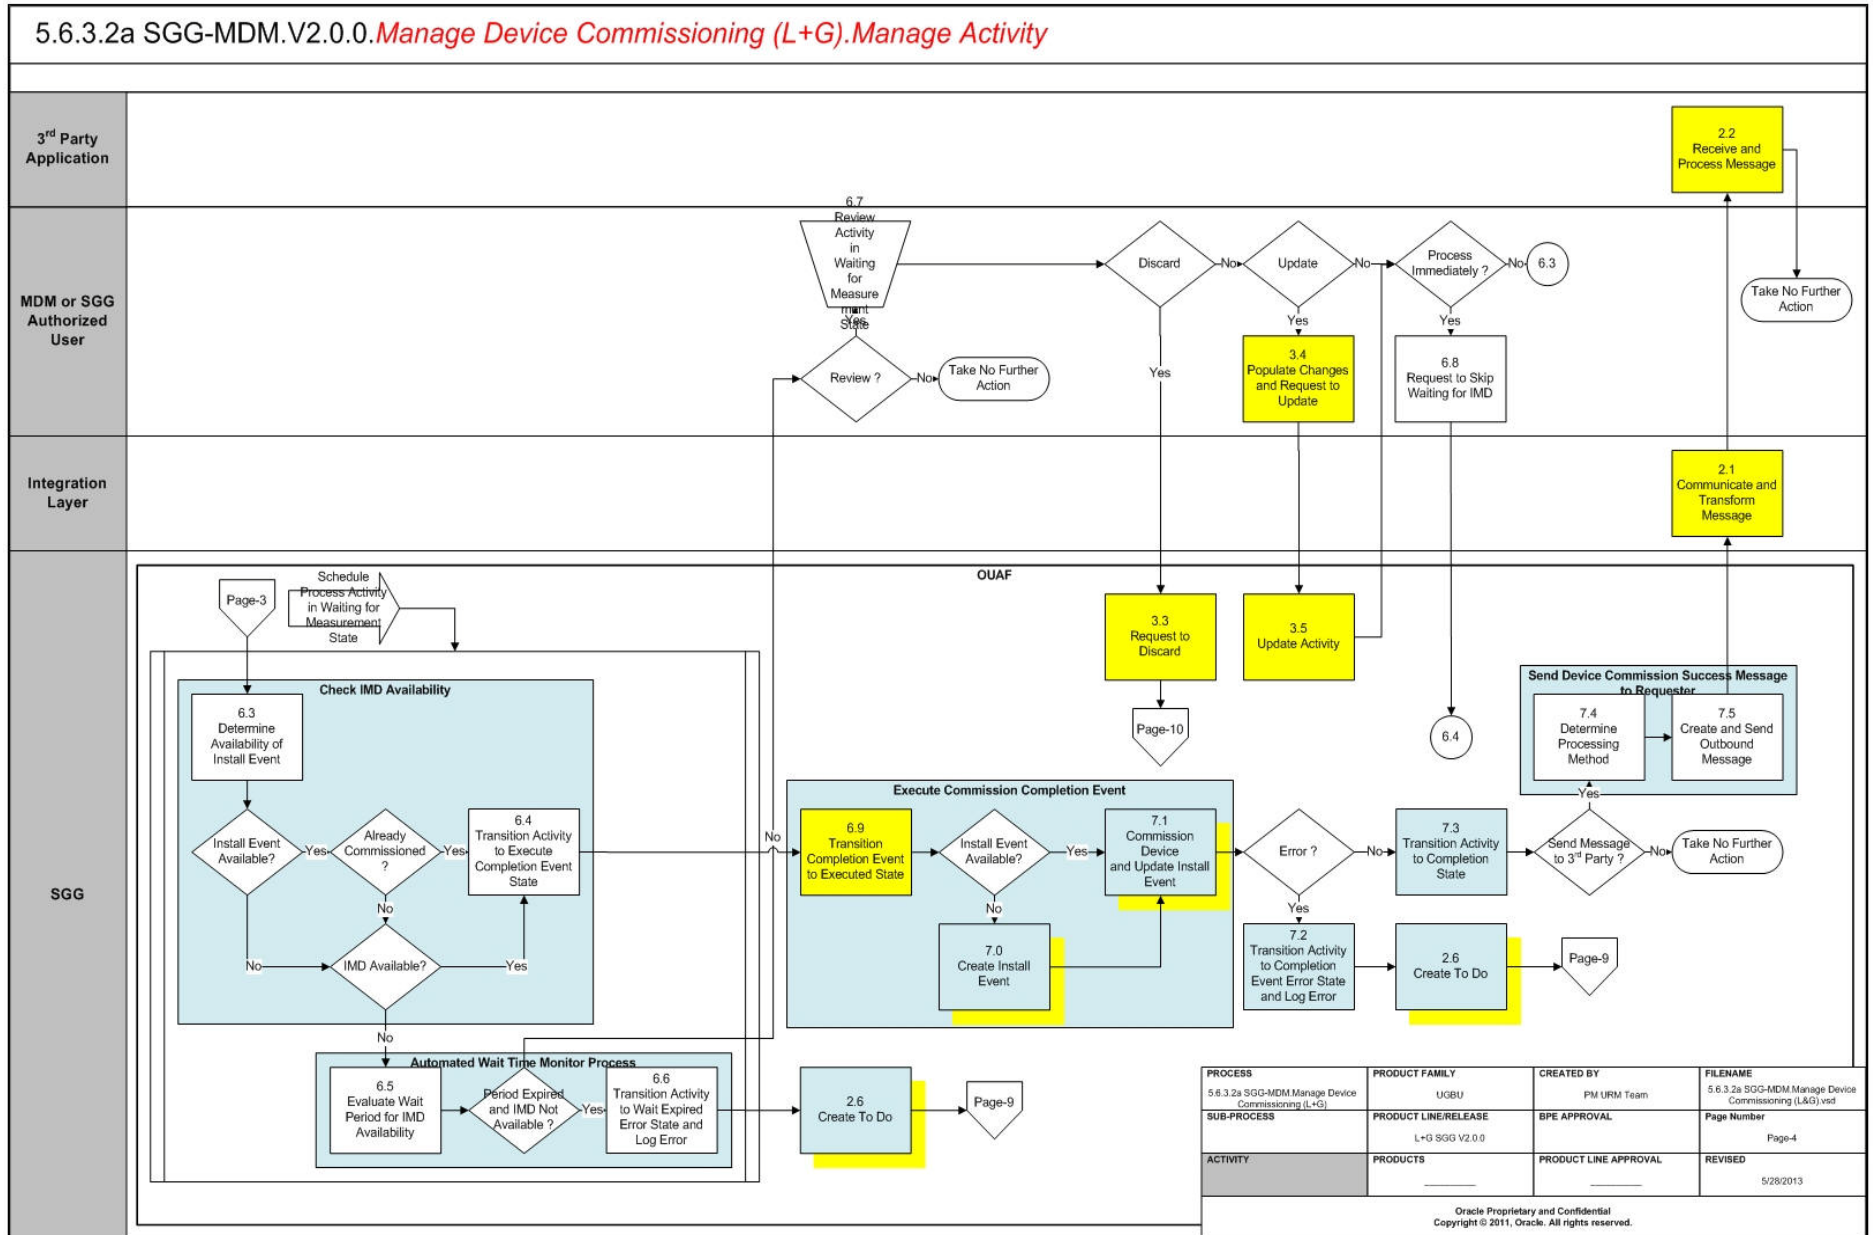 5.6.3.2a SGG-MDM.V2.0.0.Manage Device Commissioning (L+G).Manage Activity
3rd Party
Application
2.2
Receive and
Process Message
MDM or SGG
Authorized
User
6.7
Review
Activity
in
Waiting
for
Measure
ment
State
Yes
Discard
No
Update
No
Process
Immediately ?
No
6.3
Take No Further
Action
Yes
Yes
Yes
Review ?
No
Take No Further
Action
3.4
Populate Changes
and Request to
Update
6.8
Request to Skip
Waiting for IMD
Integration
Layer
2.1
Communicate and
Transform
Message
SGG
OUAF
Page-3
Schedule
Process Activity
in Waiting for
Measurement
State
3.3
Request to
Discard
3.5
Update Activity
Page-10
6.4
Send Device Commission Success Message
to Requester
7.4
Determine
Processing
Method
7.5
Create and Send
Outbound
Message
Yes
Check IMD Availability
6.3
Determine
Availability of
Install Event
Install Event
Available?
Yes
Already
Commissioned
?
Yes
6.4
Transition Activity
to Execute
Completion Event
State
No
No
IMD Available?
Yes
No
No
Execute Commission Completion Event
6.9
Transition
Completion Event
to Executed State
Install Event
Available?
Yes
7.1
Commission
Device
and Update Install
Event
No
7.0
Create Install
Event
Error ?
No
7.3
Transition Activity
to Completion
State
Send Message
to 3rd Party ?
No
Take No Further
Action
Yes
7.2
Transition Activity
to Completion
Event Error State
and Log Error
2.6
Create To Do
Page-9
Automated Wait Time Monitor Process
6.5
Evaluate Wait
Period for IMD
Availability
Period Expired
and IMD Not
Available ?
Yes
6.6
Transition Activity
to Wait Expired
Error State and
Log Error
2.6
Create To Do
Page-9
PROCESS
5.6.3.2a SGG-MDM.Manage Device
Commissioning (L+G)
PRODUCT FAMILY
UGBU
CREATED BY
PM URM Team
FILENAME
5.6.3.2a SGG-MDM.Manage Device
Commissioning (L&G).vsd
SUB-PROCESS
PRODUCT LINE/RELEASE
L+G SGG V2.0.0
BPE APPROVAL
Page Number
Page-4
ACTIVITY
PRODUCTS
PRODUCT LINE APPROVAL
REVISED
5/28/2013
Oracle Proprietary and Confidential
Copyright © 2011, Oracle. All rights reserved.